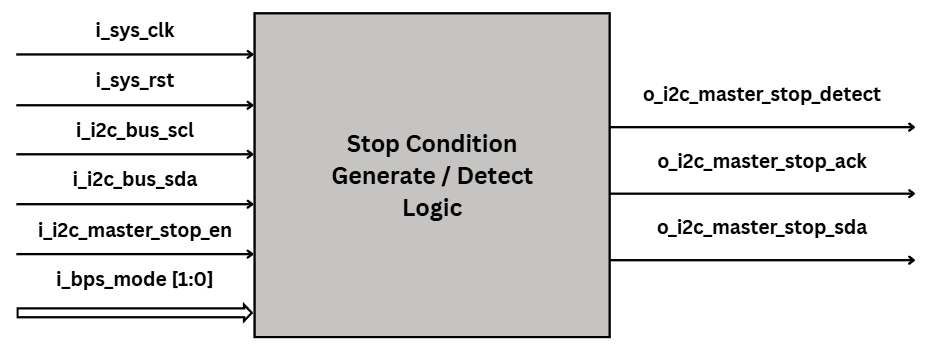 i_sys_clk
i_sys_rst
i_i2c_bus_scl
i_i2c_bus_sda
i_i2c_master_stop_en
i_bps_mode [1:0]
Stop Condition
Generate / Detect
Logic
o_i2c_master_stop_detect
o_i2c_master_stop_ack
o_i2c_master_stop_sda